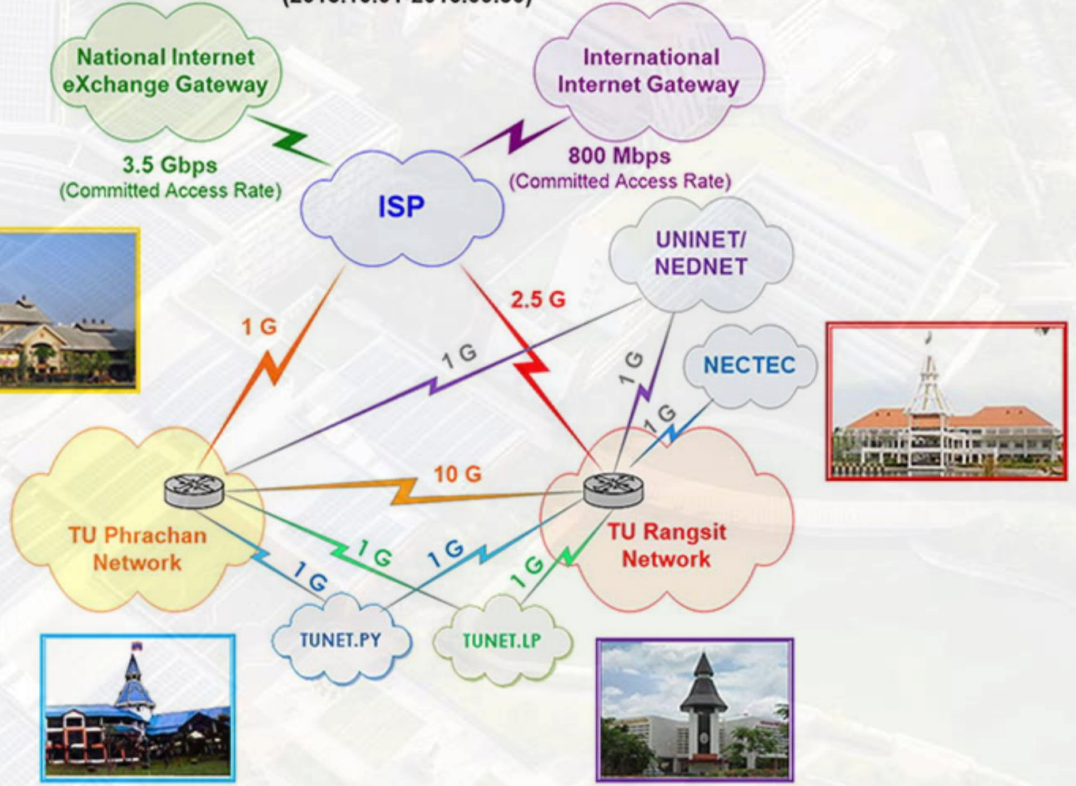 National Internet
eXchange Gateway
International
Internet Gateway
3.5 Gbps
(Committed Access Rate)
800 Mbps
(Committed Access Rate)
ISP
UNINET/
NEDNET
2.5 G
1 G
1 G
1 G
NECTEC
1 G
10 G
TU Phrachan
Network
TU Rangsit
Network
1 G
1 G
1 G
1 G
TUNET.PY
TUNET.LP